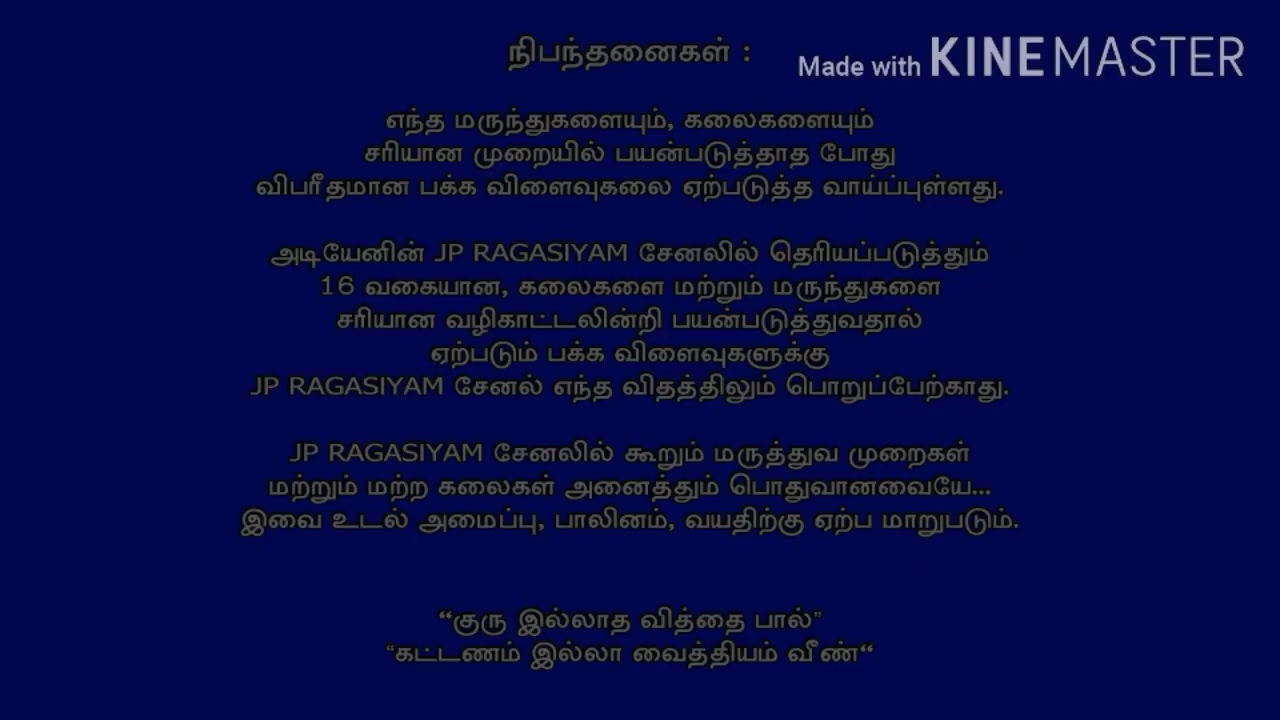 நிபந்தனைகள் :
Made with KINEMASTER
எந்த மருந்துகளையும், கலைகளையும்
சரியான முறையில் பயன்படுத்தாத போது
விபரீதமான பக்க விளைவுகலை ஏற்படுத்த வாய்ப்புள்ளது.
அடியேனின் JP RAGASIYAM சேனலில் தெரியப்படுத்தும்
16 வகையான, கலைகளை மற்றும் மருந்துகளை
சரியான வழிகாட்டலின்றி பயன்படுத்துவதால்
ஏற்படும் பக்க விளைவுகளுக்கு
JP RAGASIYAM சேனல் எந்த விதத்திலும் பொறுப்பேற்காது.
JP RAGASIYAM சேனலில் கூறும் மருத்துவ முறைகள்
மற்றும் மற்ற கலைகள் அனைத்தும் பொதுவானவையே...
இவை உடல் அமைப்பு, பாலினம், வயதிற்கு ஏற்ப மாறுபடும்.
“குரு இல்லாத வித்தை பால்”
“கட்டணம் இல்லா வைத்தியம் வீண்“